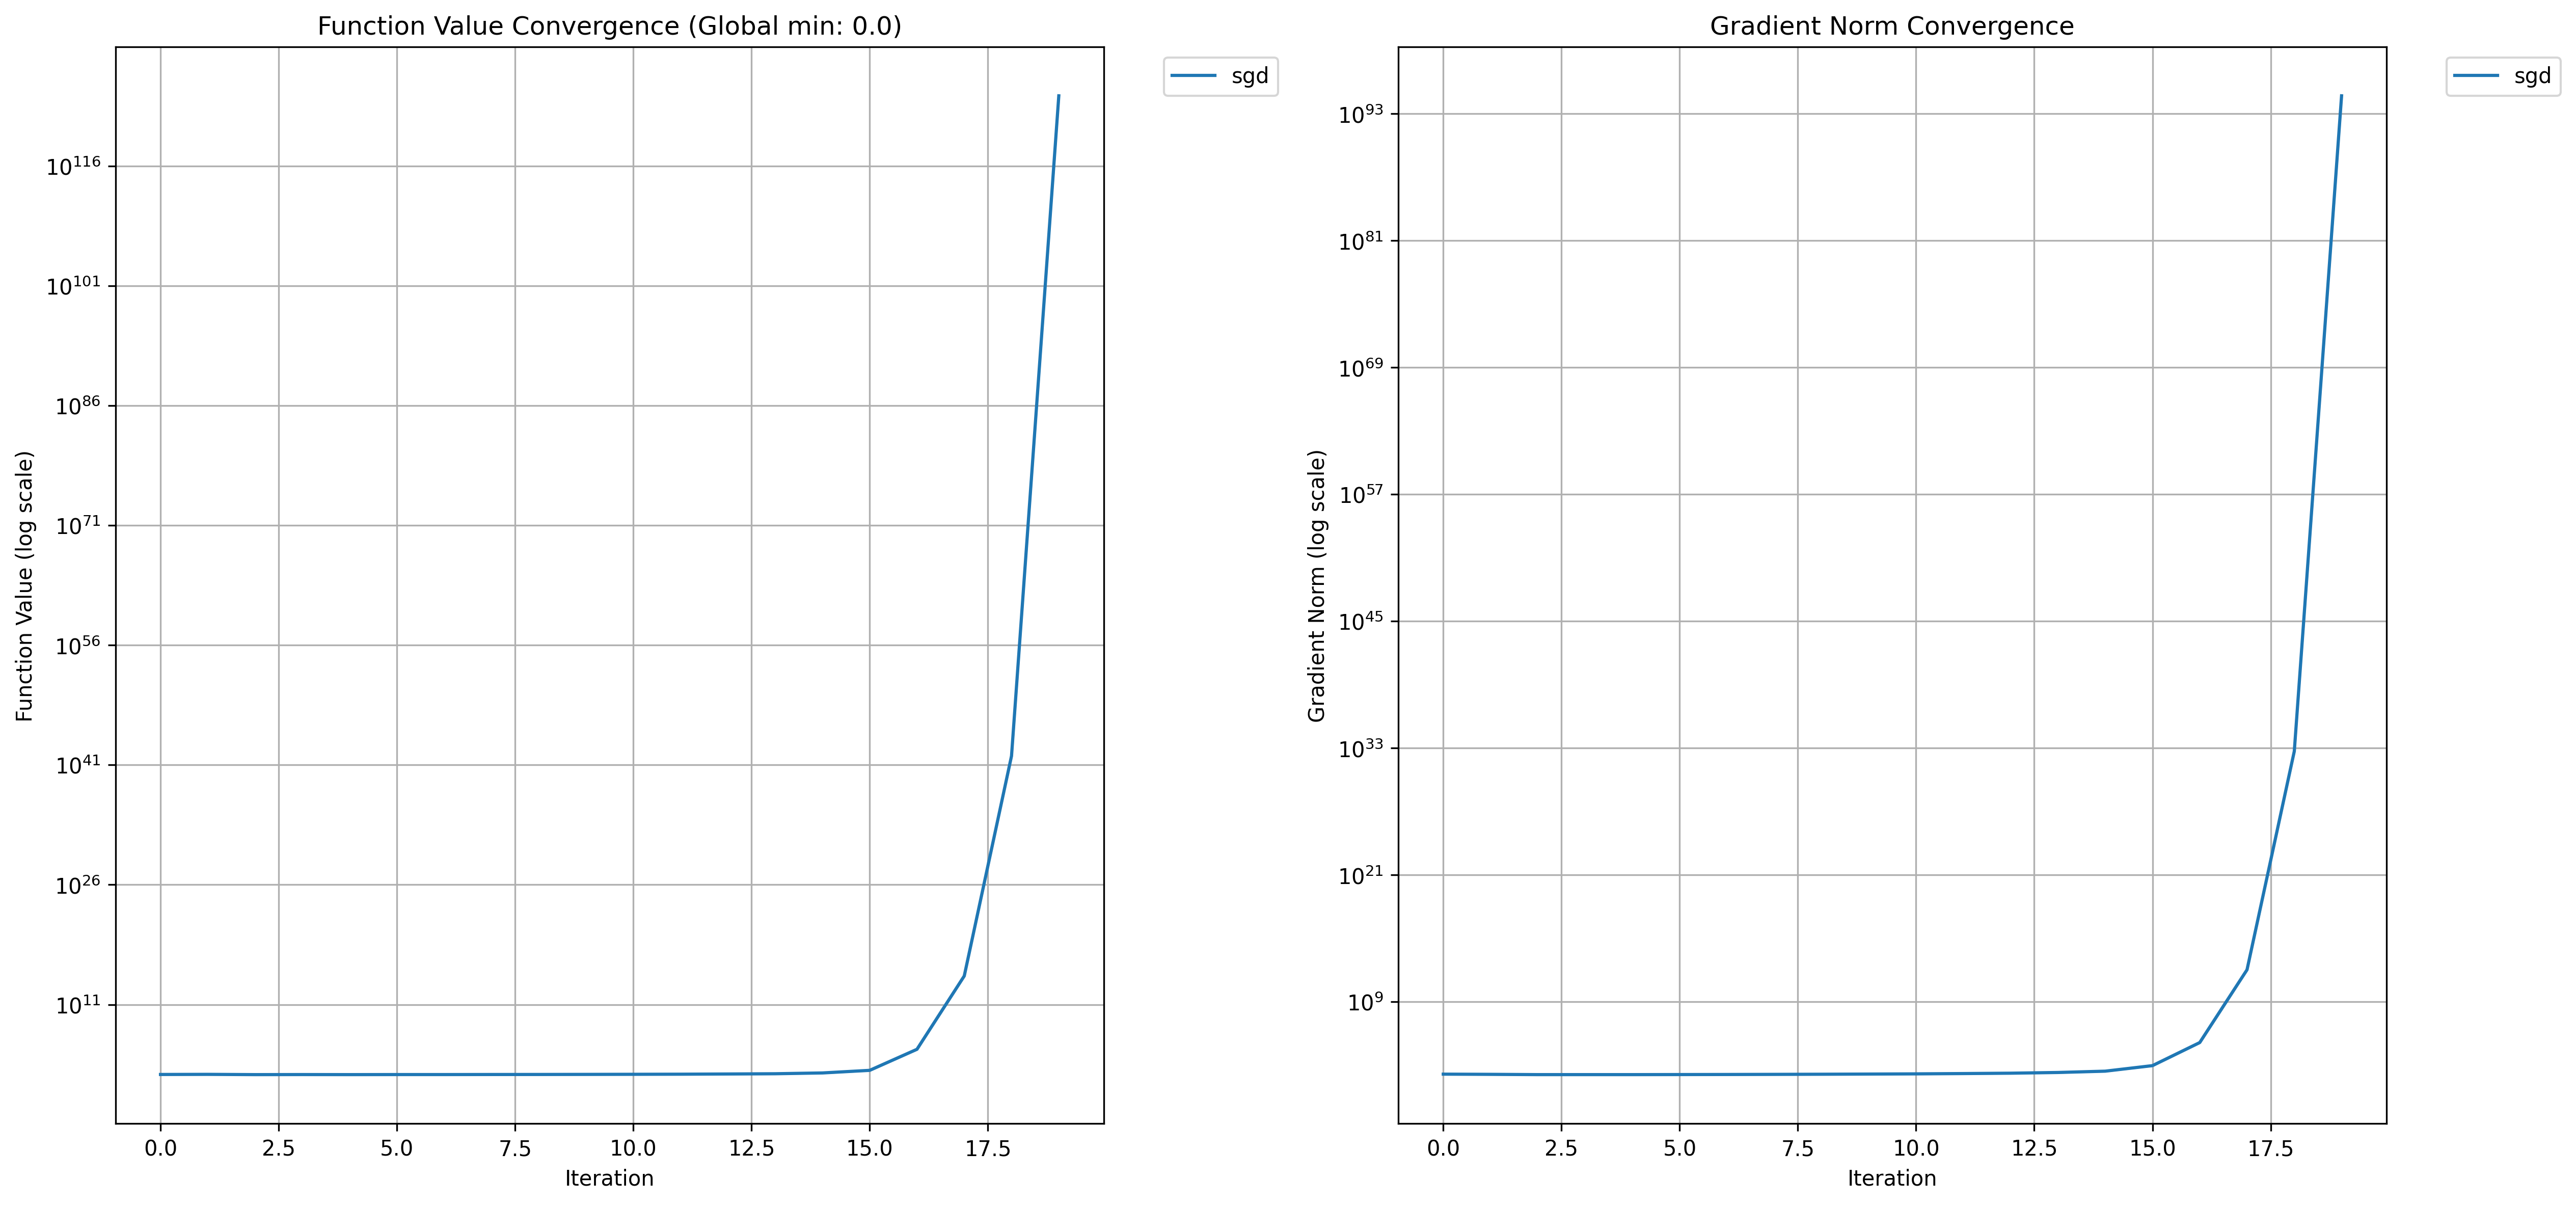 Function Value Convergence (Global min: 0.0)
sgd
Function Value (log scale)
10^116
10^101
10^86
10^71
10^56
10^41
10^26
10^11
0.0 2.5 5.0 7.5 10.0 12.5 15.0 17.5
Iteration
Gradient Norm Convergence
sgd
Gradient Norm (log scale)
10^93
10^81
10^69
10^57
10^45
10^33
10^21
10^9
0.0 2.5 5.0 7.5 10.0 12.5 15.0 17.5
Iteration